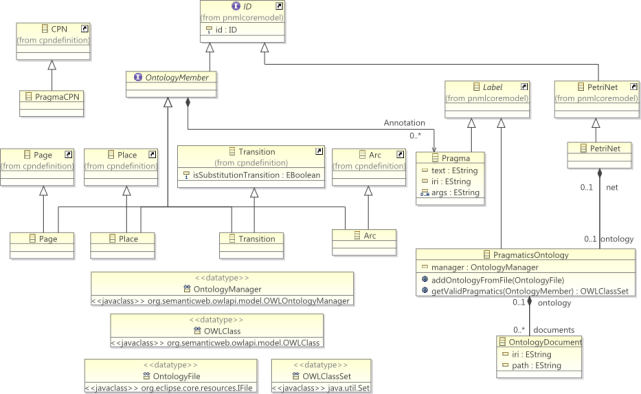 ID
(from pnmlcoremodel)
id : ID
CPN
(from cpndefinition)
OntologyMember
Label
(from pnmlcoremodel)
PetriNet
(from pnmlcoremodel)
PragmaCPN
Annotation
0..*
Page
(from cpndefinition)
Place
(from cpndefinition)
Transition
(from cpndefinition)
isSubstitutionTransition : EBoolean
Arc
(from cpndefinition)
Pragma
text : EString
iri : EString
args : EString
PetriNet
0..1 net
Page
Place
Transition
Arc
0..1 ontology
PragmaticsOntology
manager : OntologyManager
addOntologyFromFile(OntologyFile)
getValidPragmatics(OntologyMember) : OWLClassSet
<<datatype>>
OntologyManager
<<javaclass>> org.semanticweb.owlapi.model.OWLOntologyManager
0..1 ontology
<<datatype>>
OWLClass
<<javaclass>> org.semanticweb.owlapi.model.OWLClass
0..* documents
OntologyDocument
iri : EString
path : EString
<<datatype>>
OntologyFile
<<javaclass>> org.eclipse.core.resources.IFile
<<datatype>>
OWLClassSet
<<javaclass>> java.util.Set